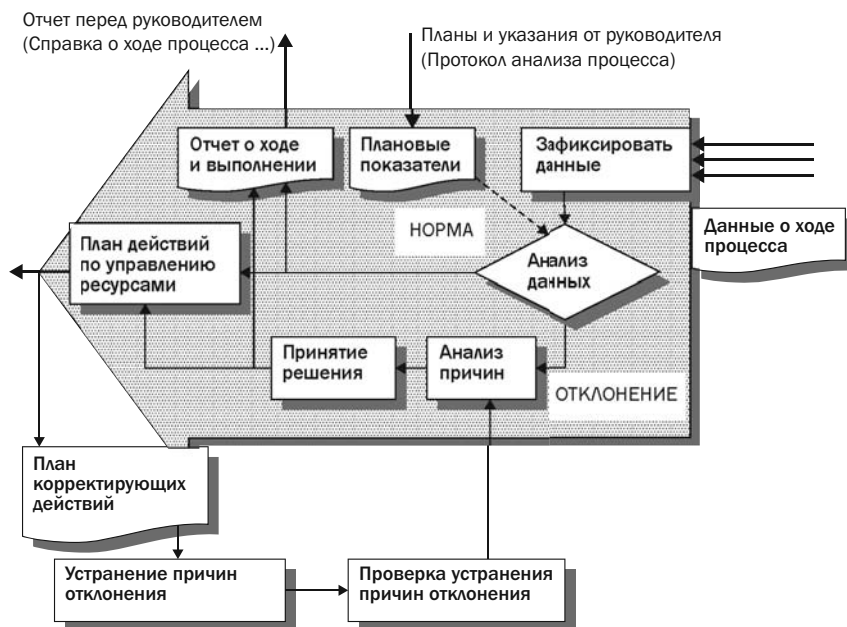 Отчет перед руководителем
(Справка о ходе процесса ...)
Планы и указания от руководителя
(Протокол анализа процесса)
Отчет о ходе
и выполнении
Плановые
показатели
Зафиксировать
данные
План действий
по управлению
ресурсами
НОРМА
Анализ
данных
Данные о ходе
процесса
Принятие
решения
Анализ
причин
ОТКЛОНЕНИЕ
План
корректирующих
действий
Устранение причин
отклонения
Проверка устранения
причин отклонения